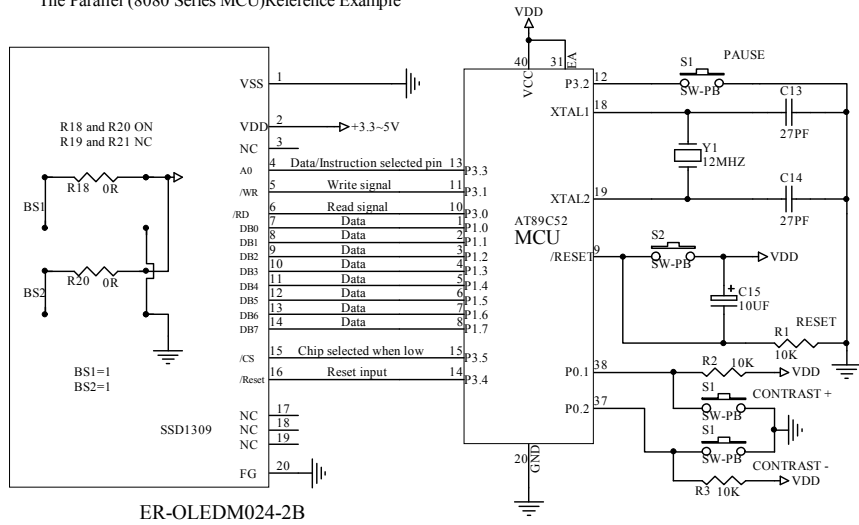 The Parallel (8080 Series MCU)Reference Example
VSS 1
VDD 2 +3.3~5V
NC 3
A0 4 Data/Instruction selected pin 13 P3.3
/WR 5 Write signal 11 P3.1
/RD 6 Read signal 10 P3.0
DB0 7 Data 1 P1.0
DB1 8 Data 2 P1.1
DB2 9 Data 3 P1.2
DB3 10 Data 4 P1.3
DB4 11 Data 5 P1.4
DB5 12 Data 6 P1.5
DB6 13 Data 7 P1.6
DB7 14 Data 8 P1.7
/CS 15 Chip selected when low 15 P3.5
/Reset 16 Reset input 14 P3.4
NC 17
NC 18
NC 19
FG 20
R18 and R20 ON
R19 and R21 NC
R18 0R
BS1
R20 0R
BS2
BS1=1
BS2=1
SSD1309
ER-OLEDM024-2B
VDD
40 VCC
31 EA
AT89C52
MCU
20 GND
P3.2 12
S1 PAUSE
SW-PB
XTAL1 18
C13
27PF
Y1
12MHZ
XTAL2 19
C14
27PF
/RESET 9
S2
SW-PB
VDD
C15
+
10UF
R1 RESET
10K
P0.1 38
R2 10K
VDD
S1 CONTRAST +
SW-PB
P0.2 37
S1
SW-PB
CONTRAST -
R3 10K
VDD